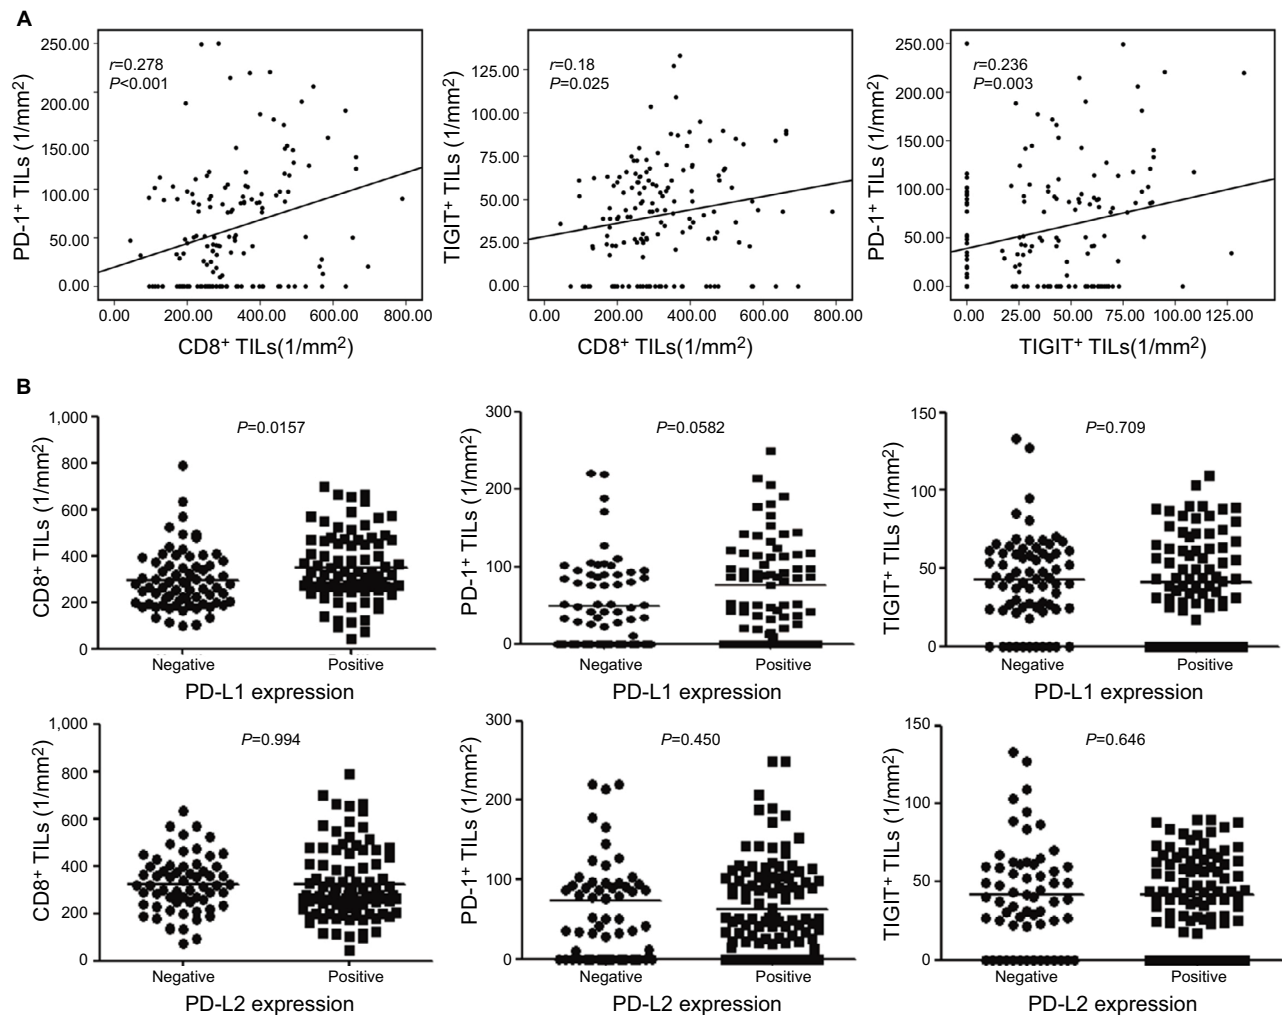 A
PD-1⁺ TILs (1/mm²)
250.00
200.00
150.00
100.00
50.00
0.00
r=0.278
P<0.001
0.00 200.00 400.00 600.00 800.00
CD8⁺ TILs(1/mm²)
TIGIT⁺ TILs (1/mm²)
125.00
100.00
75.00
50.00
25.00
0.00
r=0.18
P=0.025
0.00 200.00 400.00 600.00 800.00
CD8⁺ TILs(1/mm²)
PD-1⁺ TILs (1/mm²)
250.00
200.00
150.00
100.00
50.00
0.00
r=0.236
P=0.003
0.00 25.00 50.00 75.00 100.00 125.00
TIGIT⁺ TILs(1/mm²)
B
CD8⁺ TILs (1/mm²)
1,000
800
600
400
200
0
P=0.0157
Negative Positive
PD-L1 expression
PD-1⁺ TILs (1/mm²)
300
200
100
0
P=0.0582
Negative Positive
PD-L1 expression
TIGIT⁺ TILs (1/mm²)
150
100
50
0
P=0.709
Negative Positive
PD-L1 expression
CD8⁺ TILs (1/mm²)
1,000
800
600
400
200
0
P=0.994
Negative Positive
PD-L2 expression
PD-1⁺ TILs (1/mm²)
300
200
100
0
P=0.450
Negative Positive
PD-L2 expression
TIGIT⁺ TILs (1/mm²)
150
100
50
0
P=0.646
Negative Positive
PD-L2 expression